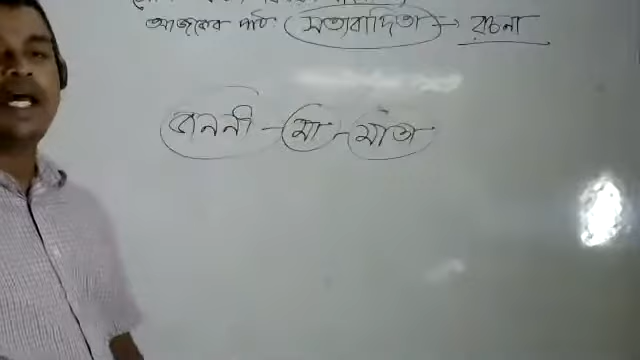 আজকের পাঠ: সত্যবাদিতা → রচনা
জননী - মা - মাতা